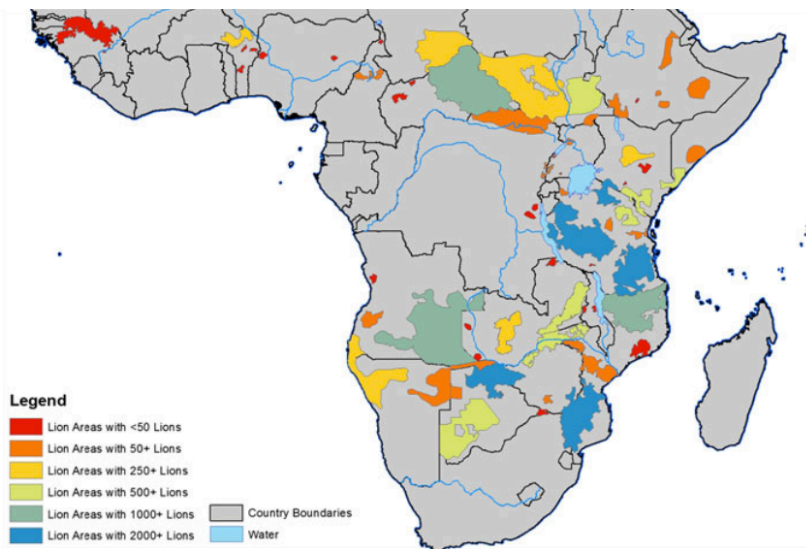 Legend
Lion Areas with <50 Lions
Lion Areas with 50+ Lions
Lion Areas with 250+ Lions
Lion Areas with 500+ Lions
Lion Areas with 1000+ Lions
Lion Areas with 2000+ Lions
Country Boundaries
Water